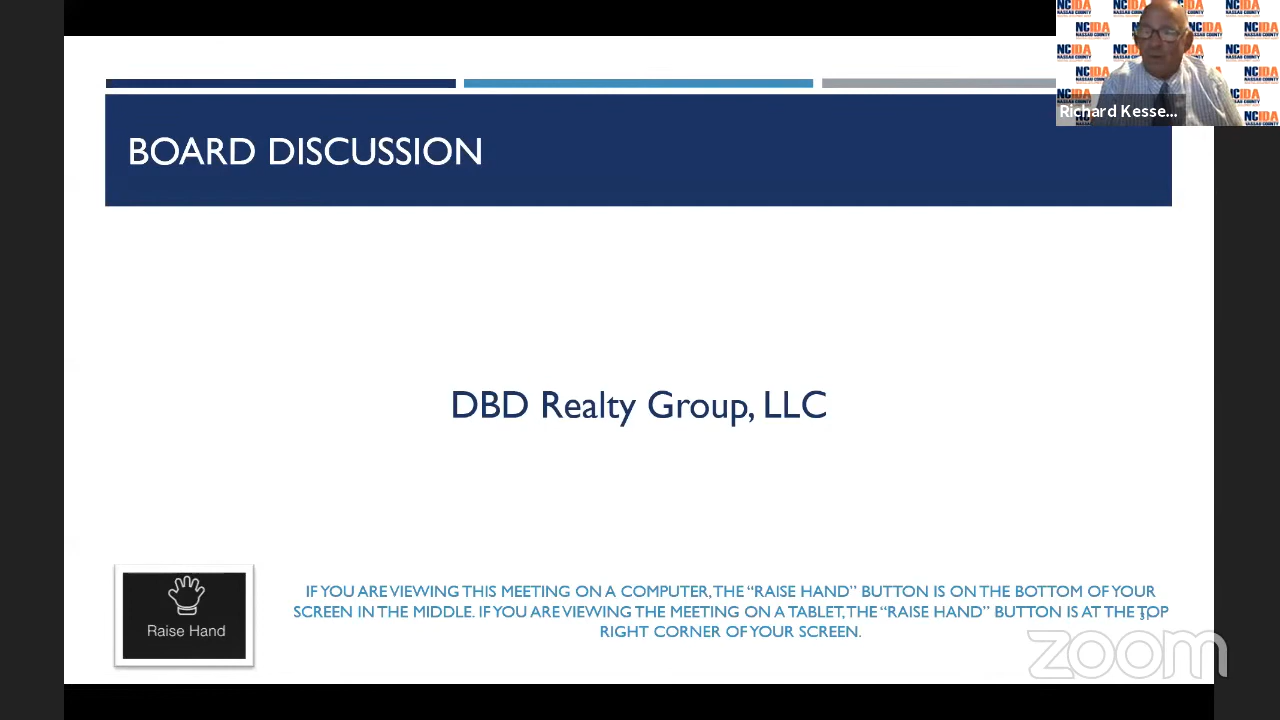 NCIDA
NASSAU COUNTY
Richard Kesse...
BOARD DISCUSSION
DBD Realty Group, LLC
Raise Hand
IF YOU ARE VIEWING THIS MEETING ON A COMPUTER, THE “RAISE HAND” BUTTON IS ON THE BOTTOM OF YOUR
SCREEN IN THE MIDDLE. IF YOU ARE VIEWING THE MEETING ON A TABLET, THE “RAISE HAND” BUTTON IS AT THE TOP
RIGHT CORNER OF YOUR SCREEN.
zoom